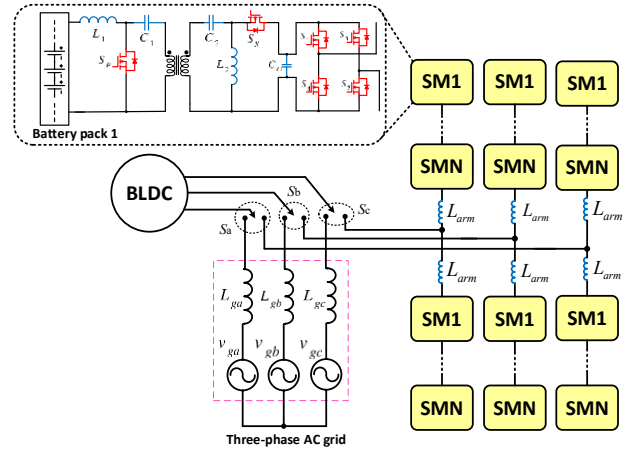 L1 C1 C2 SS
SP L2 Cd1
S1 S3
S4 S2
Battery pack 1
SM1 SM1 SM1
SMN SMN SMN
BLDC
Sa Sb Sc
Larm Larm Larm
Larm Larm Larm
Lga Lgb Lgc
SM1 SM1 SM1
vga vgb vgc
SMN SMN SMN
Three-phase AC grid